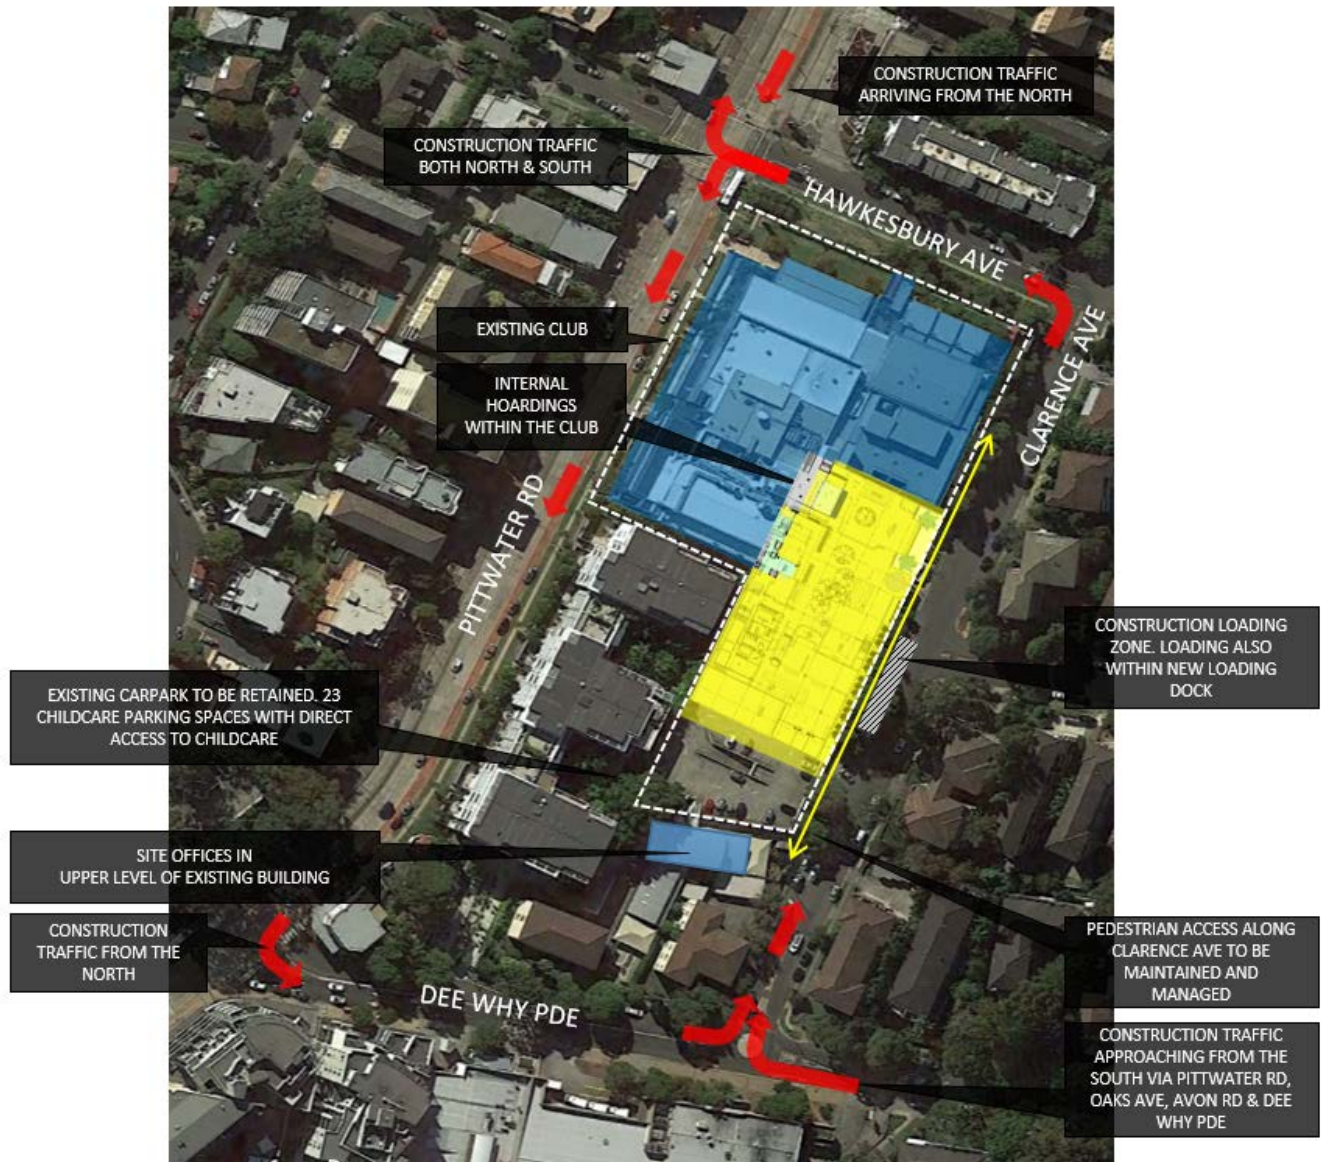 CONSTRUCTION TRAFFIC
ARRIVING FROM THE NORTH
CONSTRUCTION TRAFFIC
BOTH NORTH & SOUTH
HAWKESBURY AVE
EXISTING CLUB
CLARENCE AVE
INTERNAL
HOARDINGS
WITHIN THE CLUB
PITTWATER RD
CONSTRUCTION LOADING
ZONE. LOADING ALSO
WITHIN NEW LOADING
DOCK
EXISTING CARPARK TO BE RETAINED. 23
CHILDCARE PARKING SPACES WITH DIRECT
ACCESS TO CHILDCARE
SITE OFFICES IN
UPPER LEVEL OF EXISTING BUILDING
CONSTRUCTION
TRAFFIC FROM THE
NORTH
PEDESTRIAN ACCESS ALONG
CLARENCE AVE TO BE
MAINTAINED AND
MANAGED
DEE WHY PDE
CONSTRUCTION TRAFFIC
APPROACHING FROM THE
SOUTH VIA PITTWATER RD,
OAKS AVE, AVON RD & DEE
WHY PDE